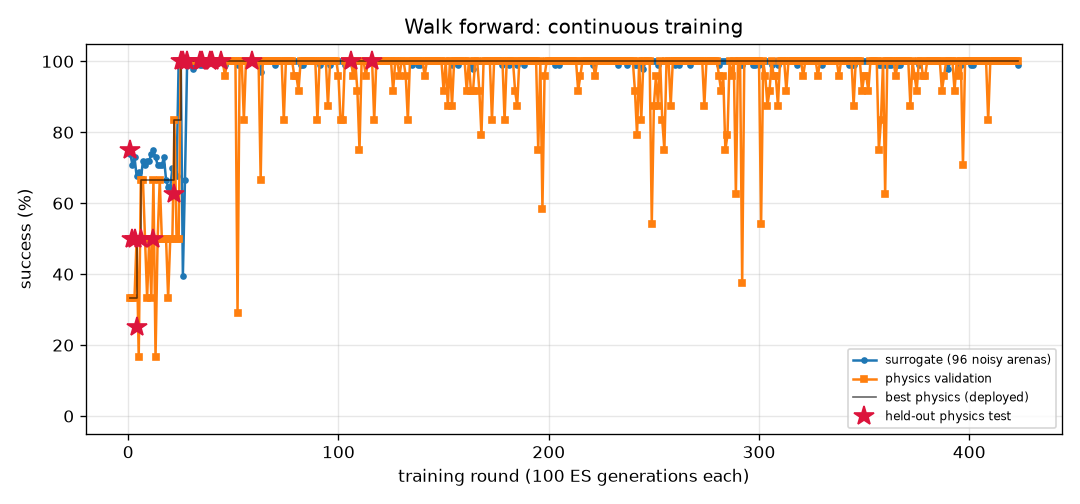 Walk forward: continuous training
success (%)
100
80
60
40
20
0
0 100 200 300 400
training round (100 ES generations each)
surrogate (96 noisy arenas)
physics validation
best physics (deployed)
held-out physics test